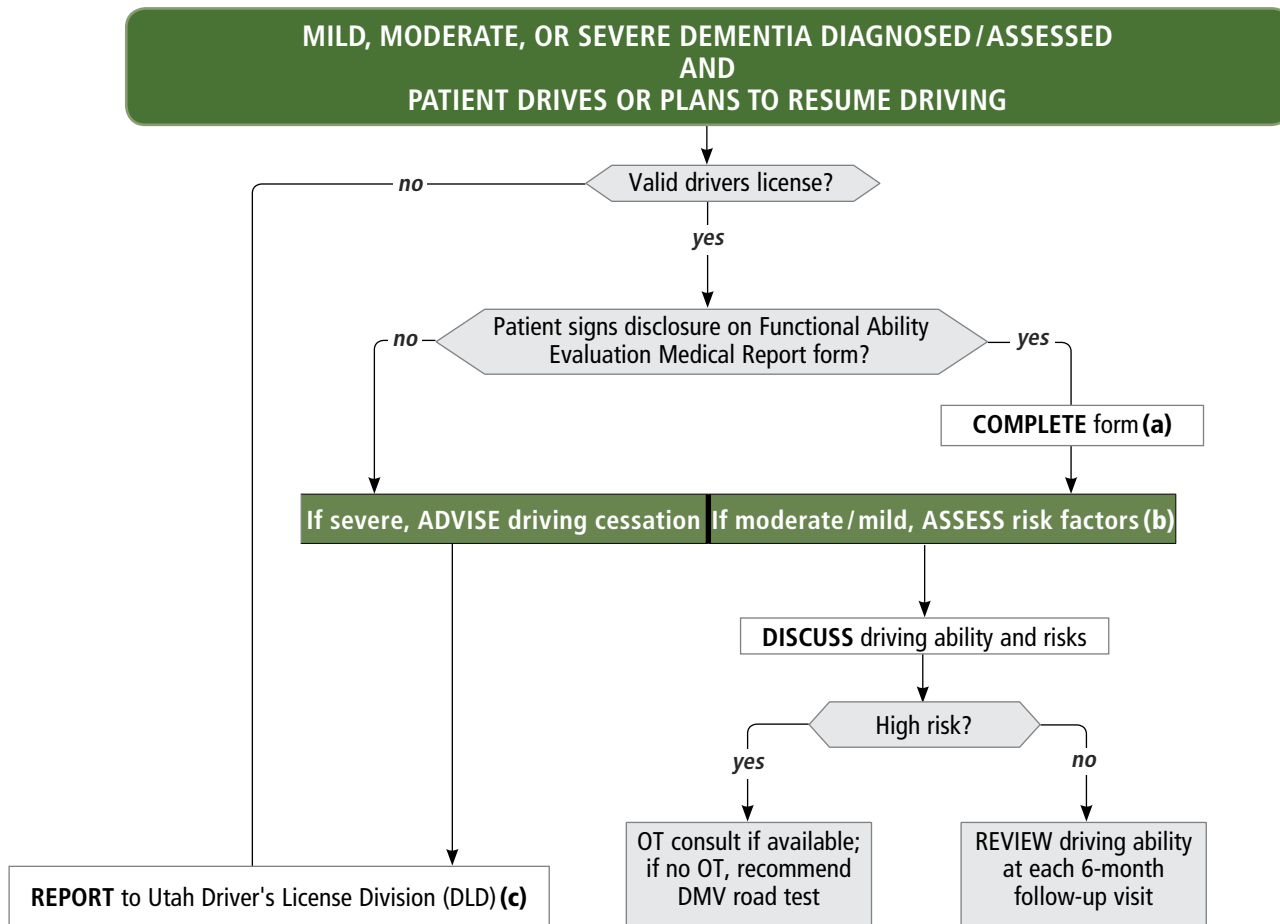 MILD, MODERATE, OR SEVERE DEMENTIA DIAGNOSED/ASSESSED
AND
PATIENT DRIVES OR PLANS TO RESUME DRIVING
Valid drivers license?
no
yes
Patient signs disclosure on Functional Ability
Evaluation Medical Report form?
no
yes
COMPLETE form (a)
If severe, ADVISE driving cessation
If moderate/mild, ASSESS risk factors (b)
DISCUSS driving ability and risks
High risk?
yes
no
OT consult if available;
if no OT, recommend
DMV road test
REVIEW driving ability
at each 6-month
follow-up visit
REPORT to Utah Driver's License Division (DLD) (c)